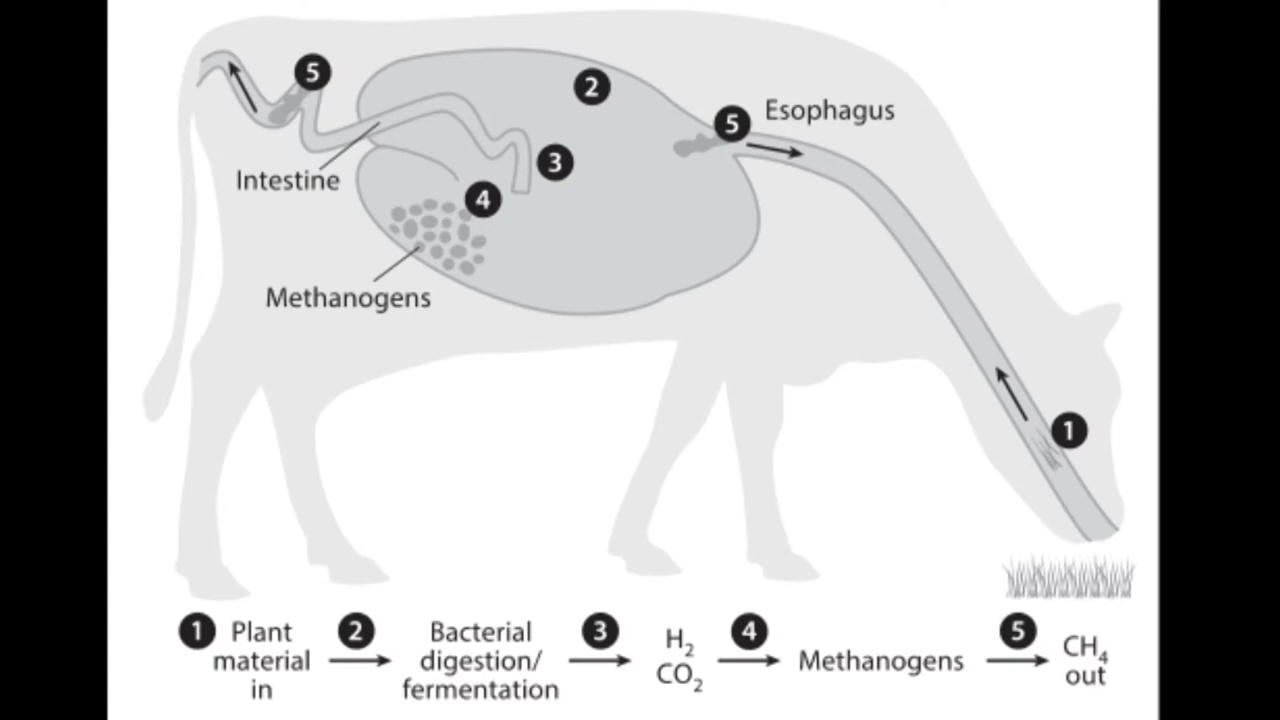 5
2
5 Esophagus
Intestine
3
4
Methanogens
1
1 Plant material in
2
Bacterial digestion/ fermentation
3
H₂
CO₂
4
Methanogens
5
CH₄ out